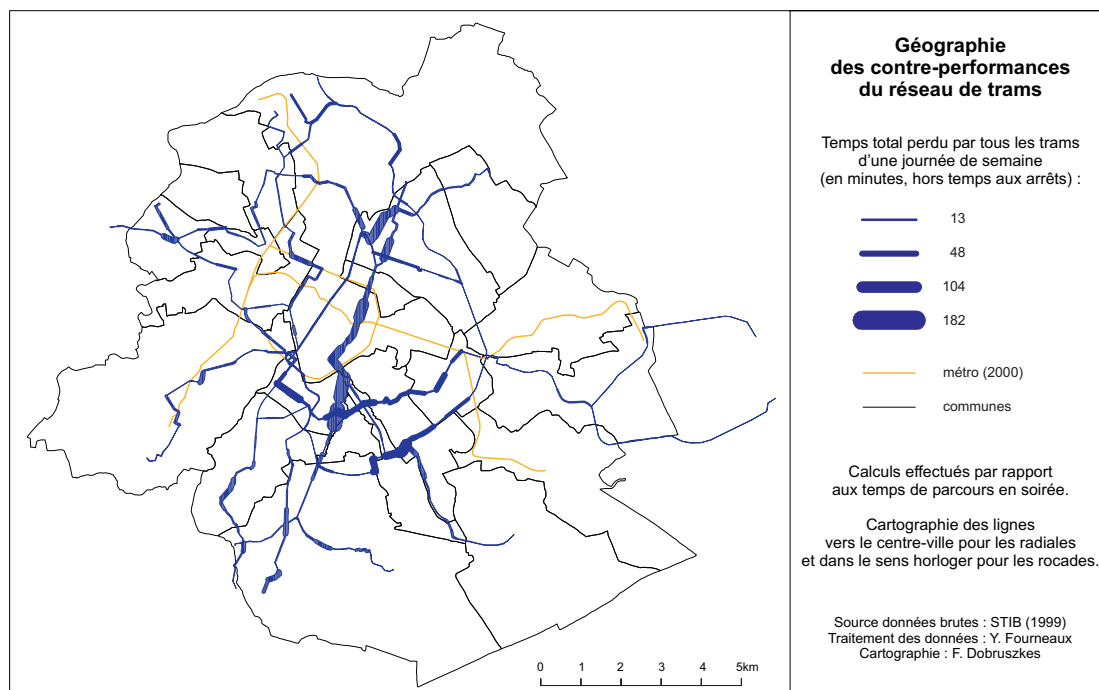 Géographie
des contre-performances
du réseau de trams
Temps total perdu par tous les trams
d'une journée de semaine
(en minutes, hors temps aux arrêts) :
13
48
104
182
métro (2000)
communes
Calculs effectués par rapport
aux temps de parcours en soirée.
Cartographie des lignes
vers le centre-ville pour les radiales
et dans le sens horloger pour les rocades.
Source données brutes : STIB (1999)
Traitement des données : Y. Fourneaux
Cartographie : F. Dobruszkes
0 1 2 3 4 5km